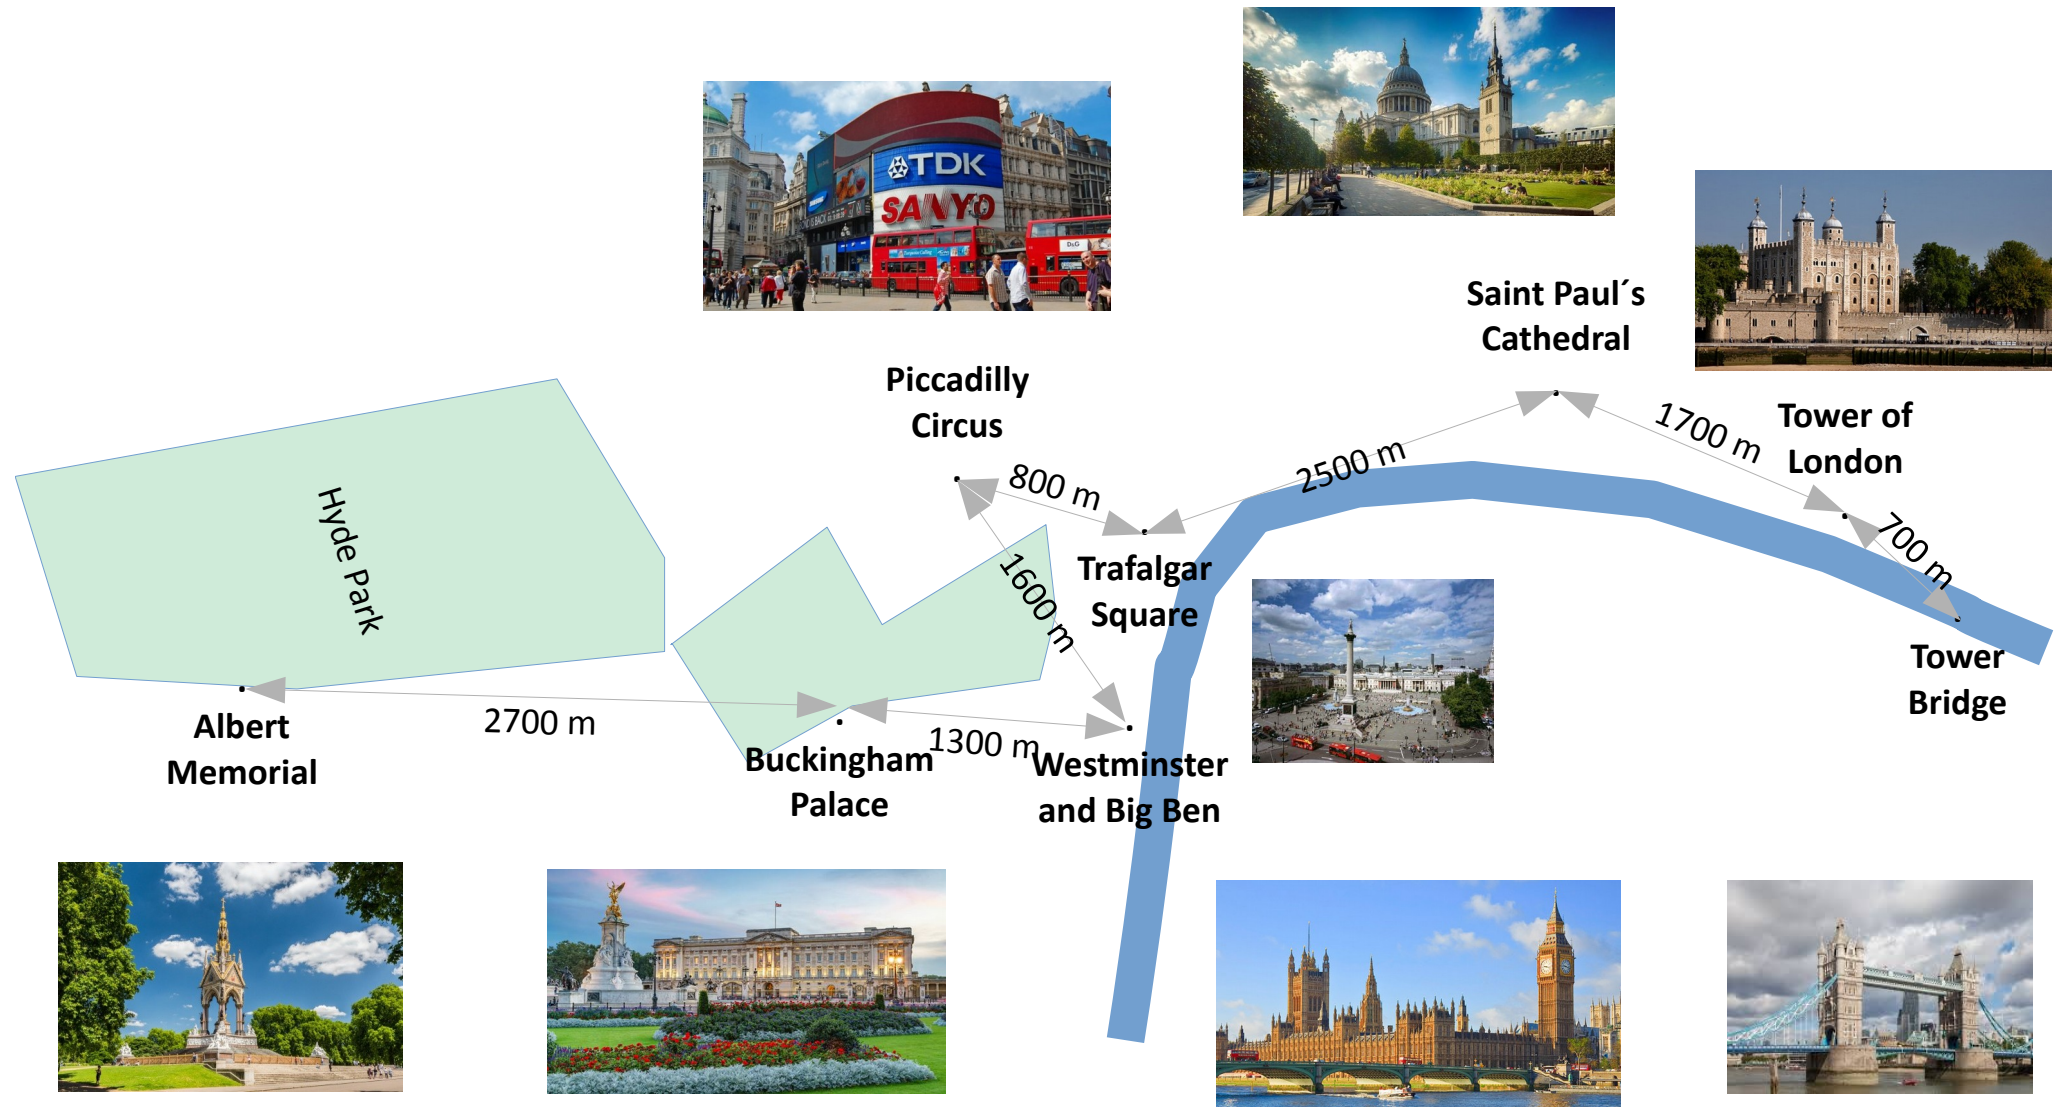 TDK
SANYO
Saint Paul´s
Cathedral
Piccadilly
Circus
1700 m
Tower of
London
800 m
2500 m
Hyde Park
1600 m
700 m
Trafalgar
Square
Tower
Bridge
Albert
Memorial
2700 m
1300 m
Buckingham
Palace
Westminster
and Big Ben